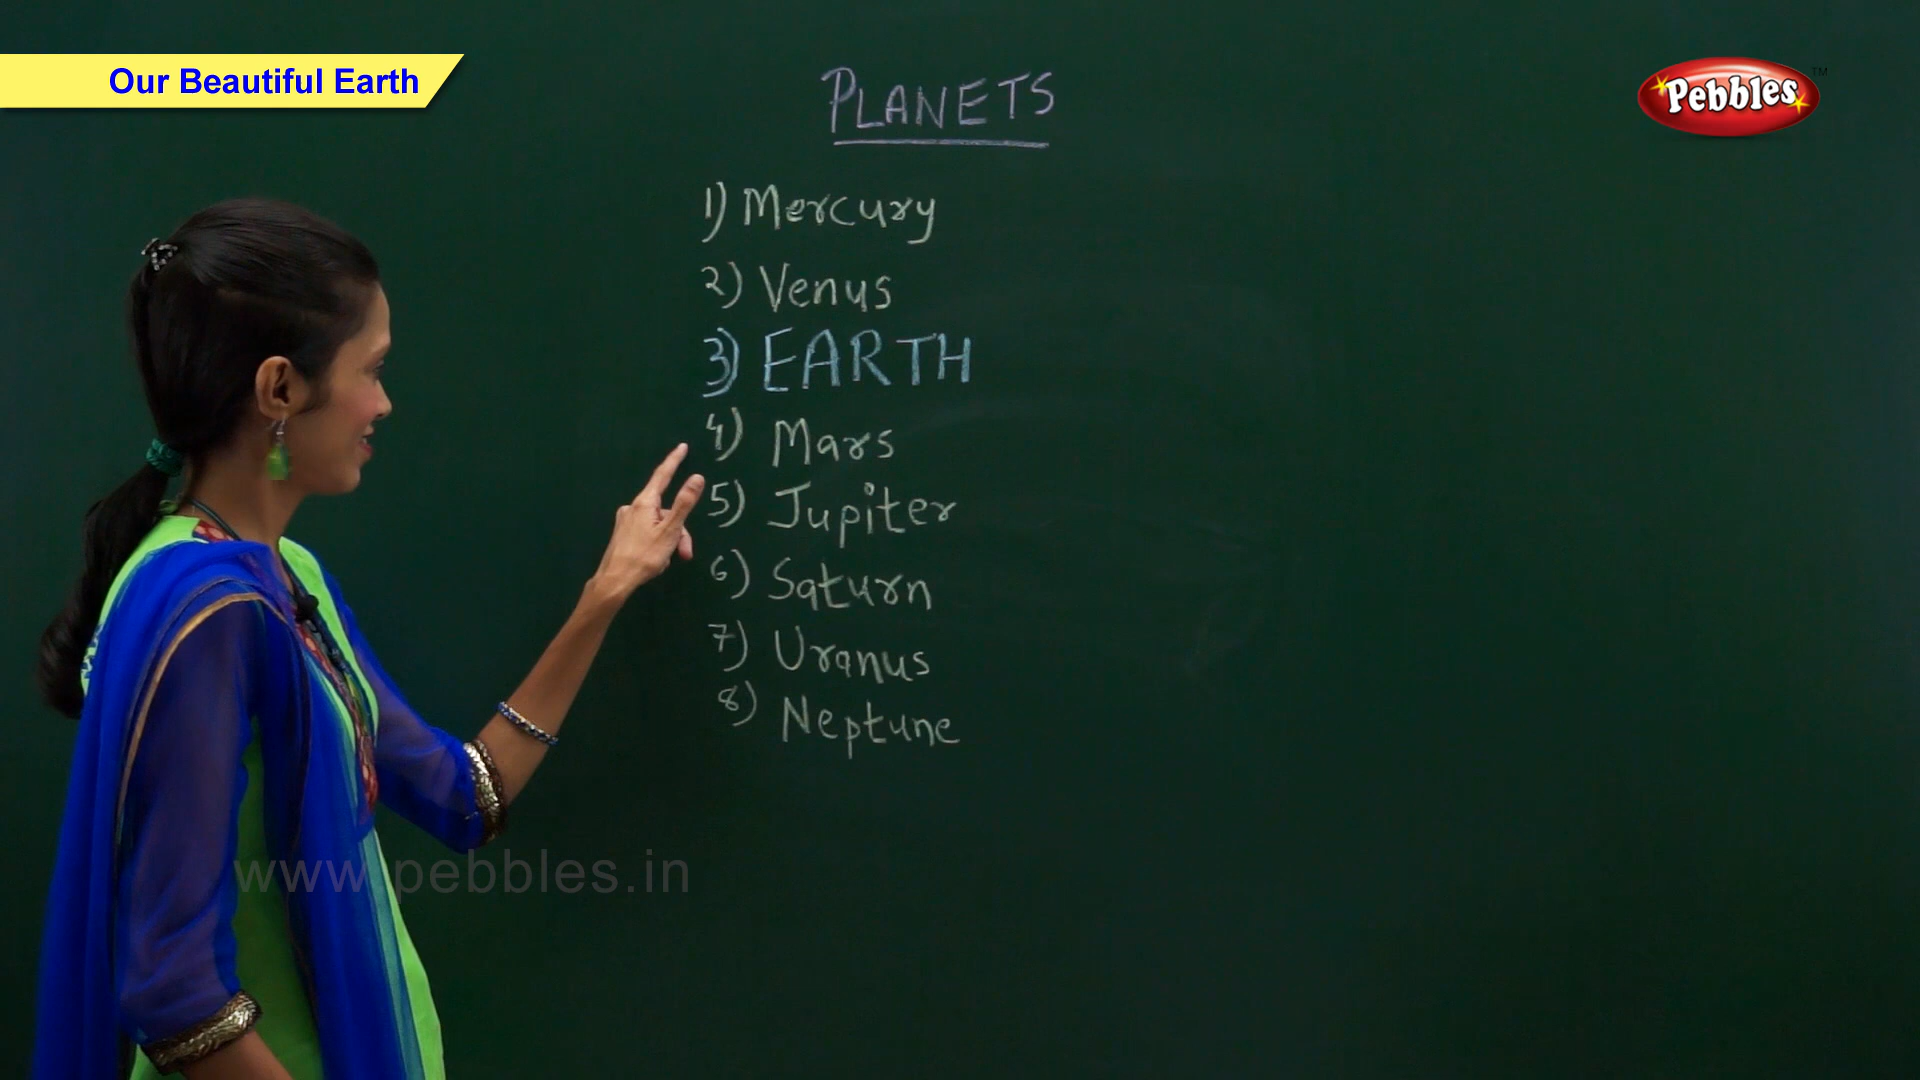 Our Beautiful Earth
PLANETS
Pebbles™
1) Mercury
2) Venus
3) EARTH
4) Mars
5) Jupiter
6) Saturn
7) Uranus
8) Neptune
www.pebbles.in